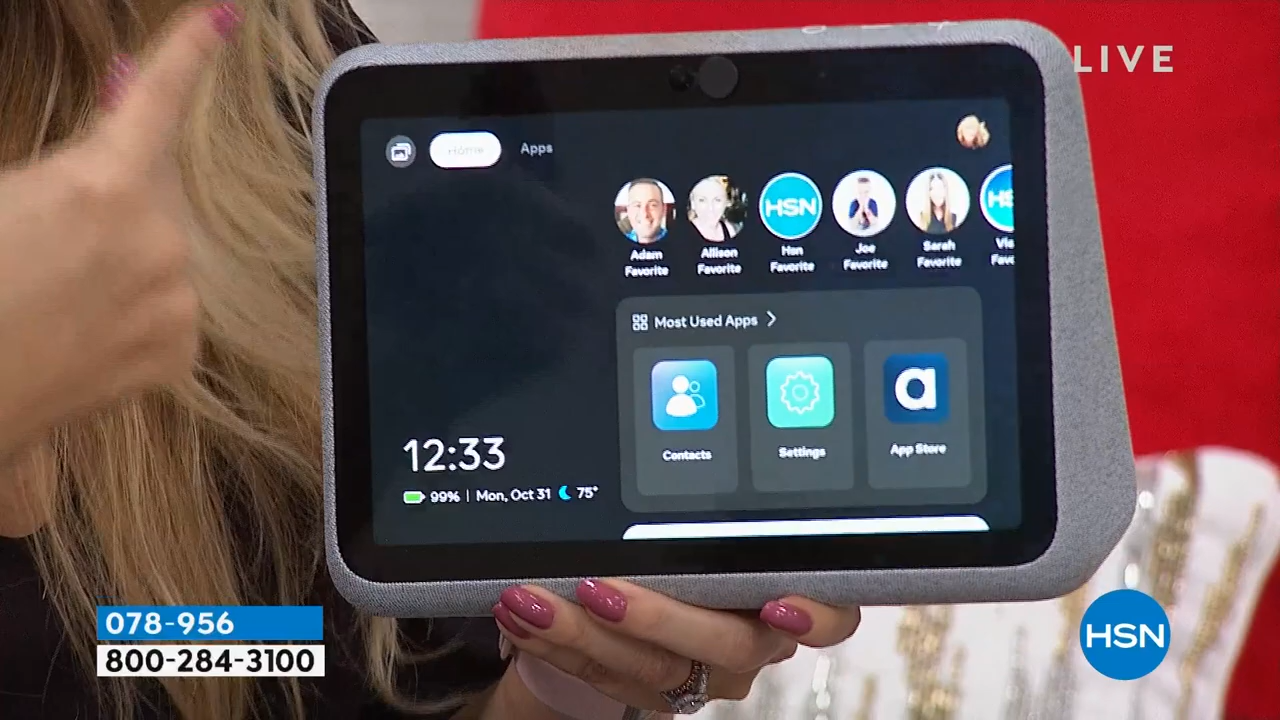 LIVE
Home
Apps
HSN
HS
Adam
Favorite
Allison
Favorite
Hsn
Favorite
Joe
Favorite
Sarah
Favorite
Most Used Apps
Contacts
Settings
a
App Store
12:33
99% | Mon, Oct 31 75°
078-956
800-284-3100
HSN